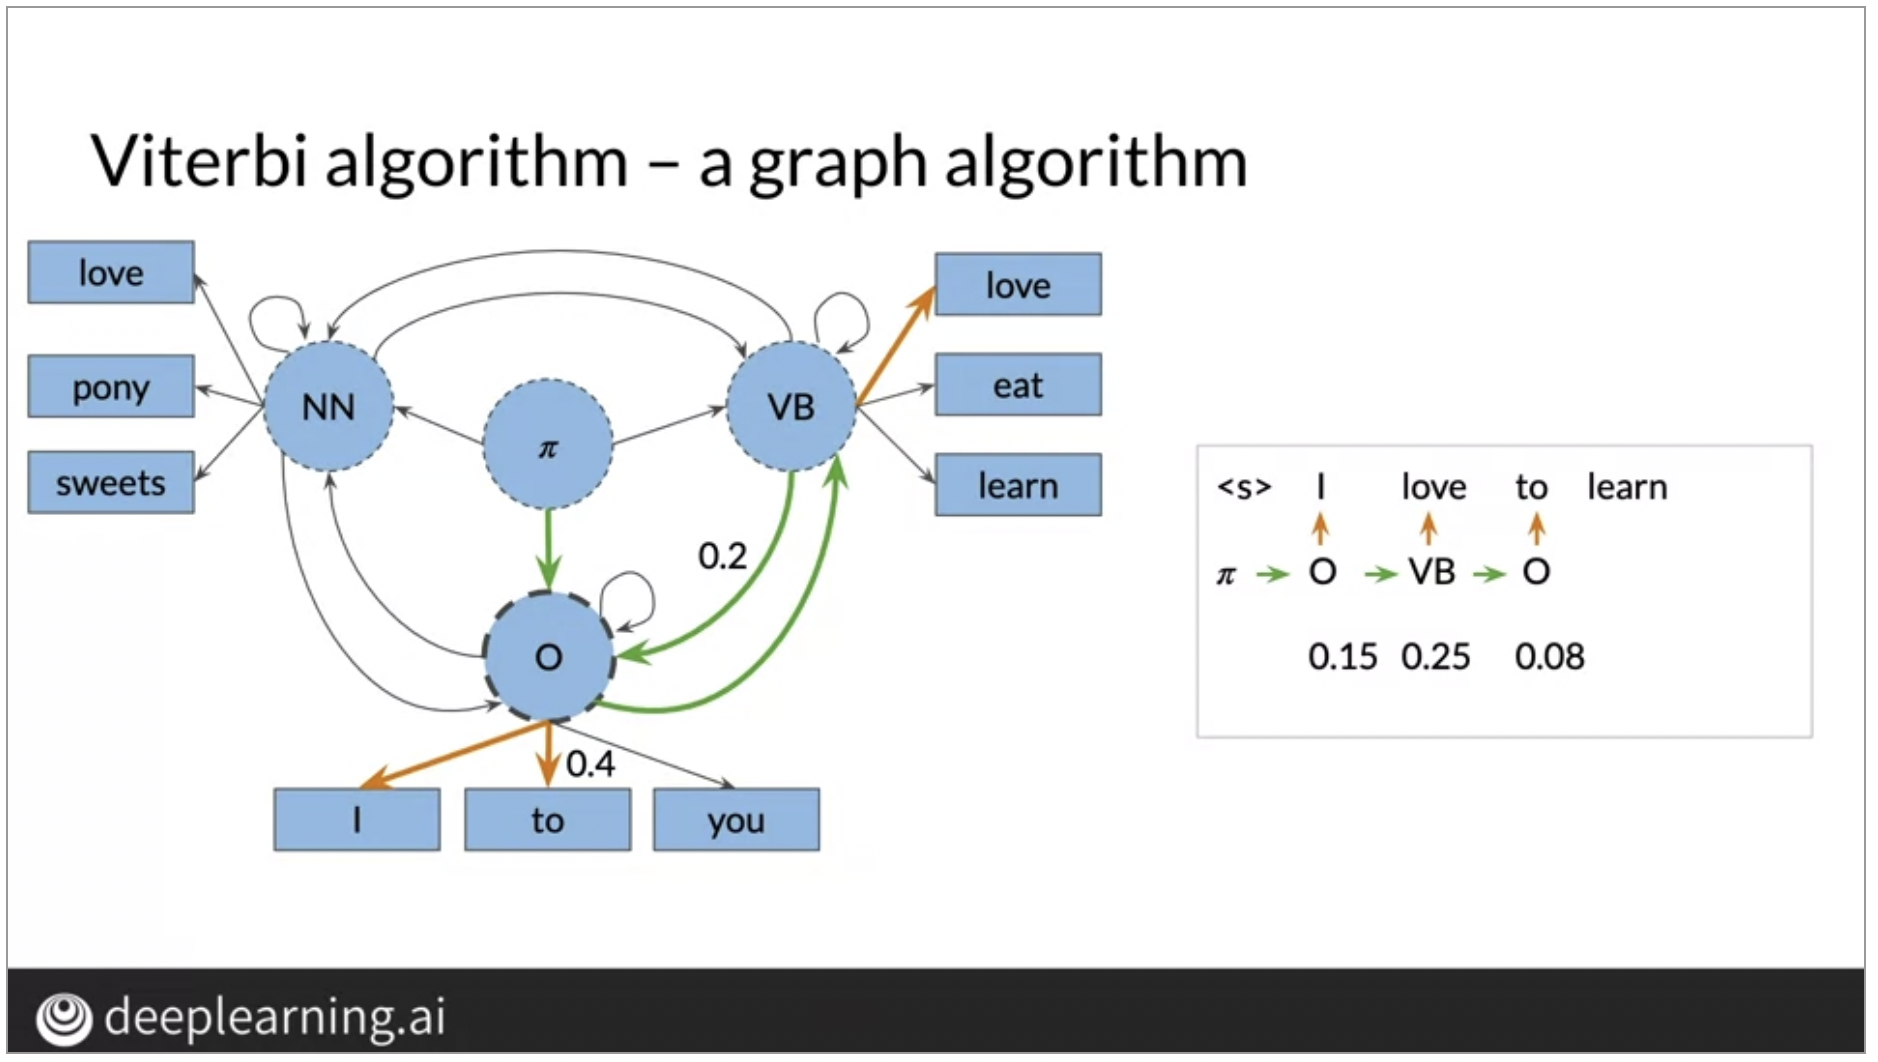 Viterbi algorithm – a graph algorithm
love
pony
sweets
NN
π
VB
O
love
eat
learn
0.2
0.4
I
to
you
<s> I love to learn
π O VB O
0.15 0.25 0.08
deeplearning.ai